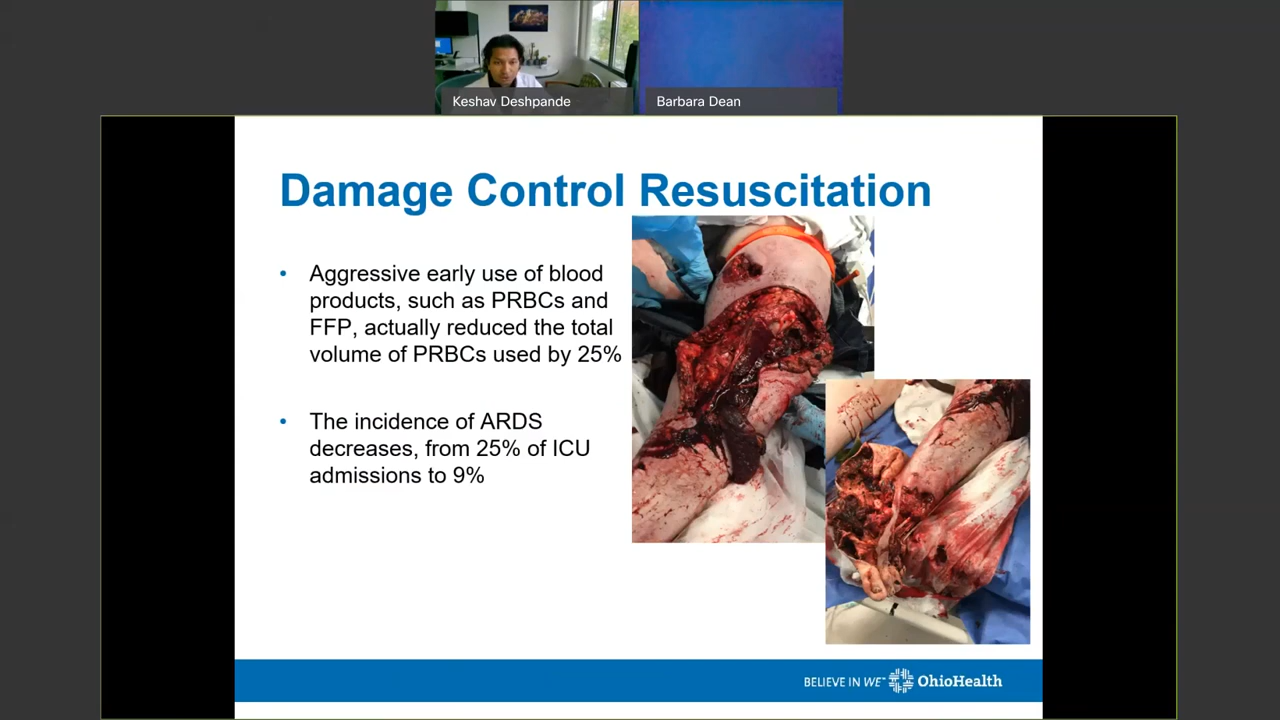 Keshav Deshpande
Barbara Dean
Damage Control Resuscitation
• Aggressive early use of blood
products, such as PRBCs and
FFP, actually reduced the total
volume of PRBCs used by 25%
• The incidence of ARDS
decreases, from 25% of ICU
admissions to 9%
BELIEVE IN WE℠ OhioHealth